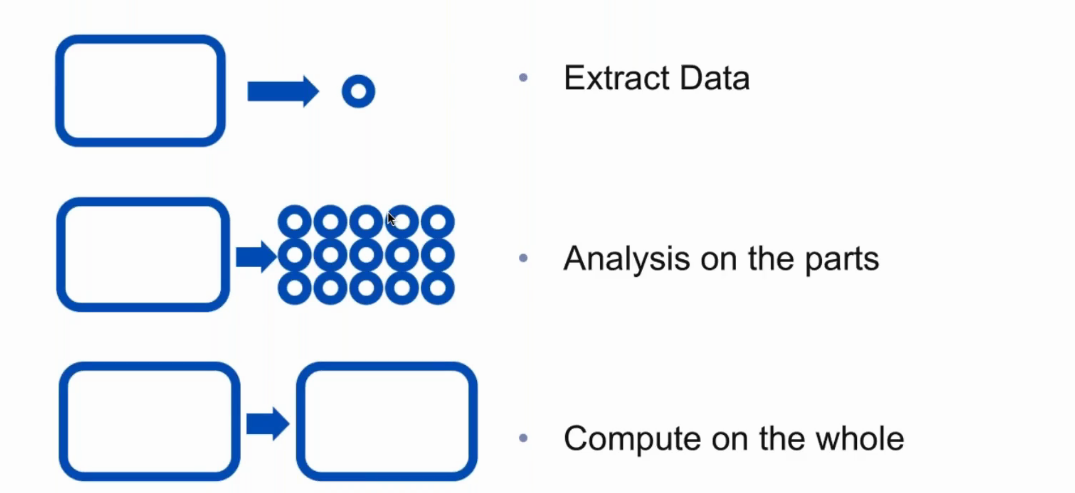 • Extract Data
• Analysis on the parts
• Compute on the whole